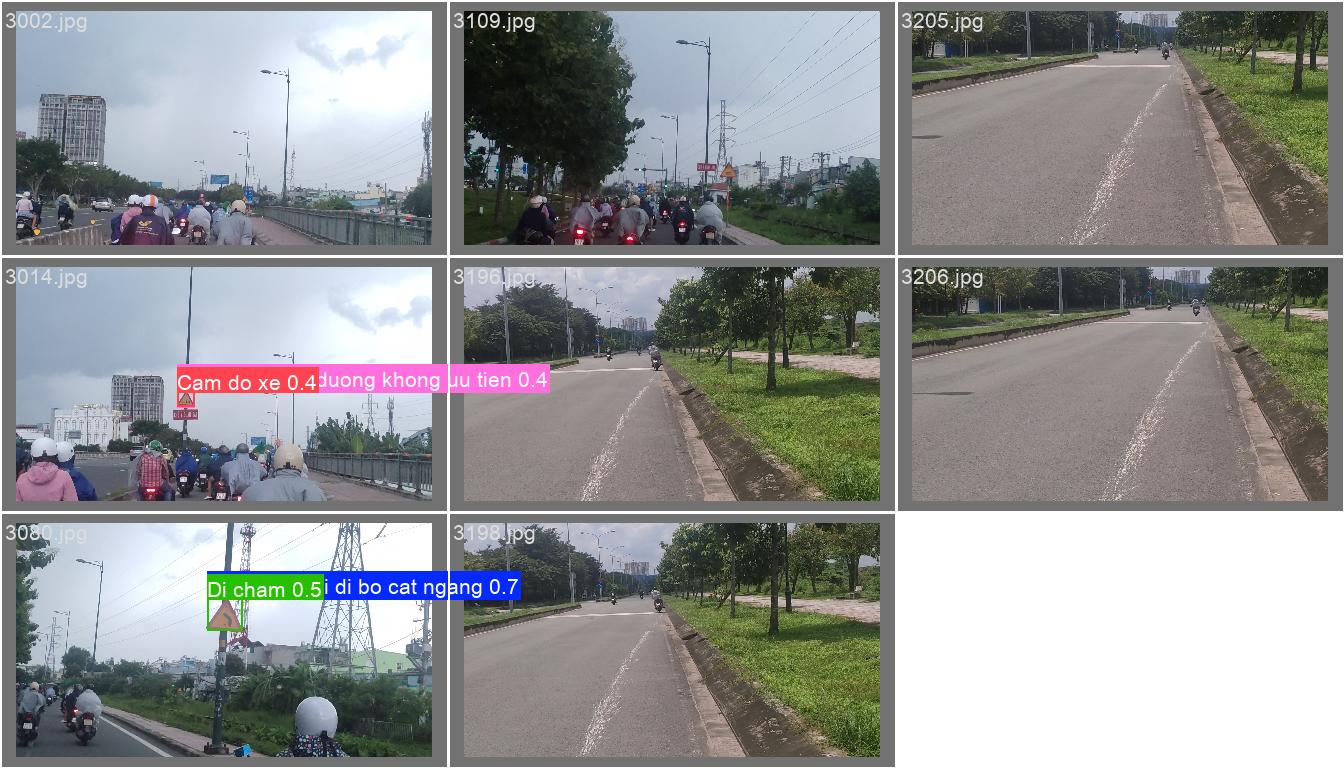 3002.jpg
3109.jpg
3205.jpg
3014.jpg
3196.jpg
3206.jpg
Cam do xe 0.4
duong khong uu tien 0.4
3080.jpg
3198.jpg
Di cham 0.5
i di bo cat ngang 0.7